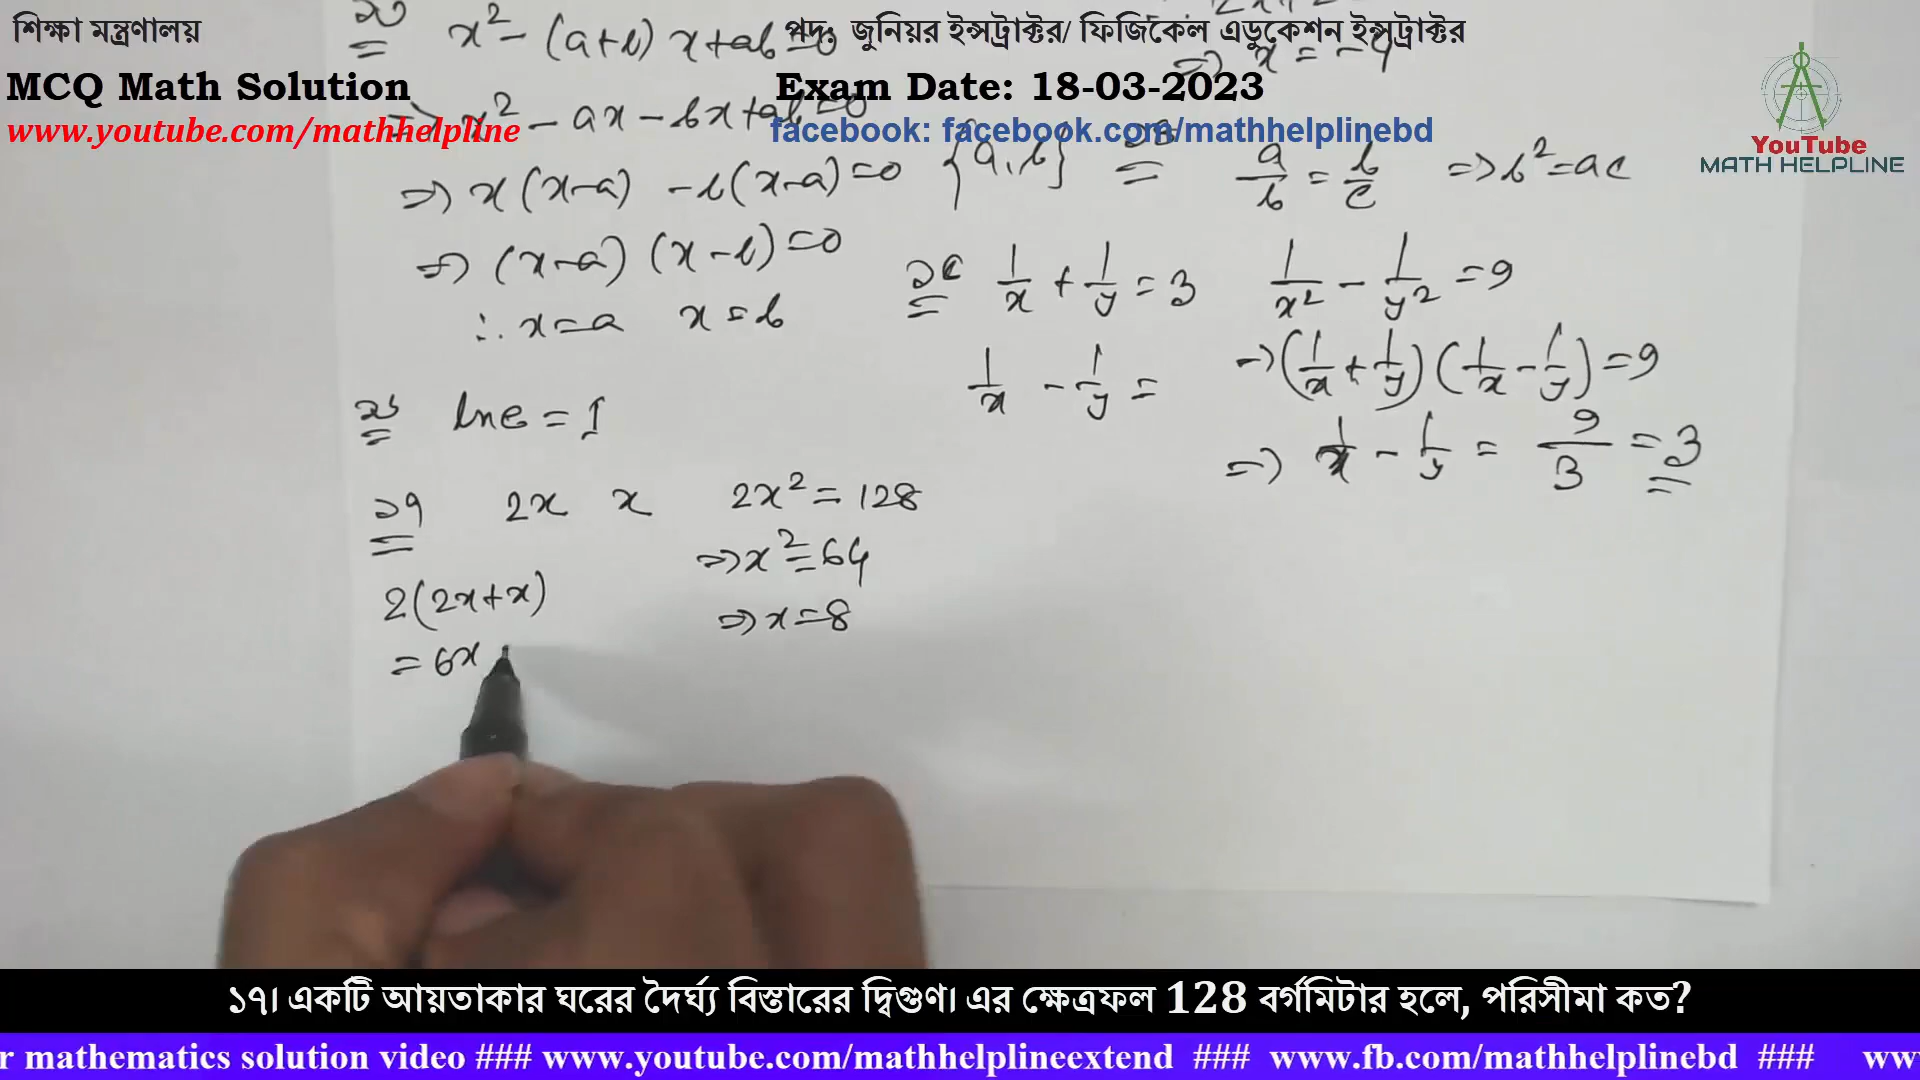 শিক্ষা মন্ত্রণালয়
পদ: জুনিয়র ইন্সট্রাক্টর/ ফিজিকেল এডুকেশন ইন্সট্রাক্টর
MCQ Math Solution
Exam Date: 18-03-2023
www.youtube.com/mathhelpline
facebook: facebook.com/mathhelplinebd
YouTube
MATH HELPLINE
x² - (a+b) x+ab=0
=> x = -4
=> x² - ax - bx+ab=0
=> x(x-a) -b(x-a)=0 {a, b}
=> (x-a) (x-b)=0
∴ x=a x=b
a/b = b/c => b²=ac
১৫ 1/x + 1/y = 3 1/x² - 1/y² = 9
1/x - 1/y = => (1/x + 1/y) (1/x - 1/y) = 9
=> 1/x - 1/y = 9/3 = 3
১৬ lne = 1
১৭ 2x x 2x² = 128
=> x² = 64
2(2x+x) => x = 8
= 6x
১৭। একটি আয়তাকার ঘরের দৈর্ঘ্য বিস্তারের দ্বিগুণ। এর ক্ষেত্রফল 128 বর্গমিটার হলে, পরিসীমা কত?
r mathematics solution video ### www.youtube.com/mathhelplineextend ### www.fb.com/mathhelplinebd ###